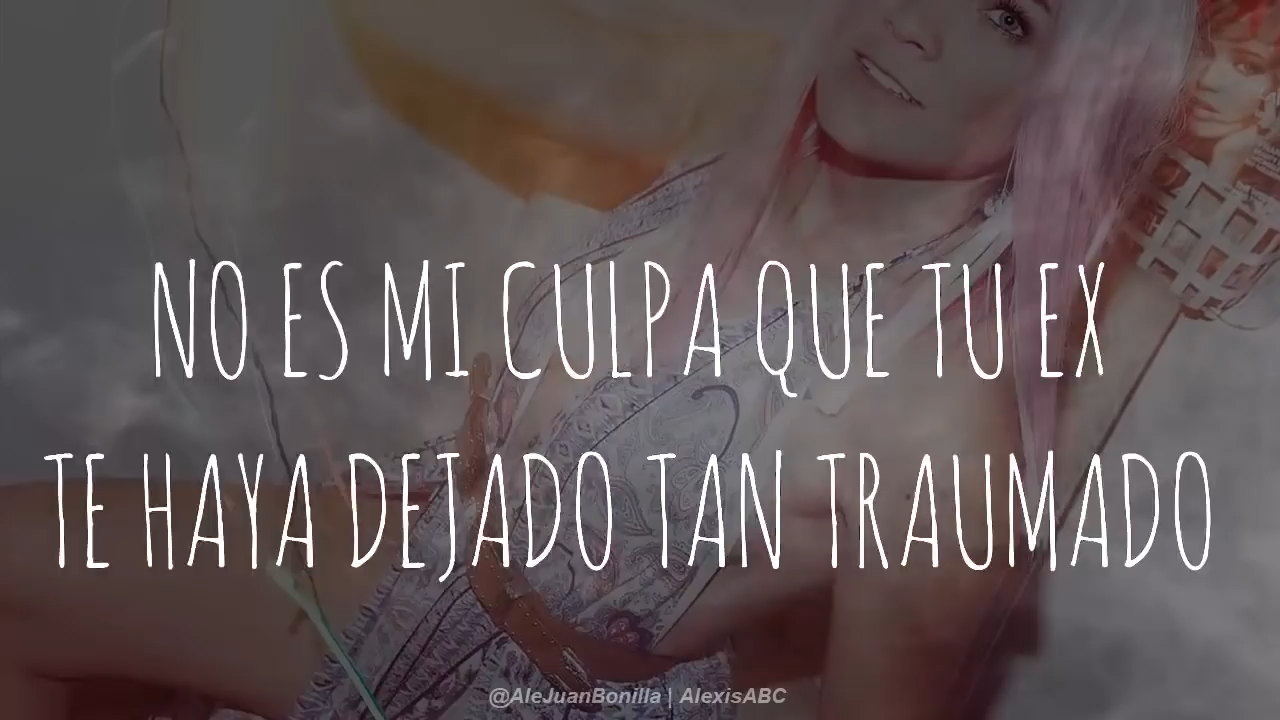 NO ES MI CULPA QUE TU EX
TE HAYA DEJADO TAN TRAUMADO
@AleJuanBonilla | AlexisABC